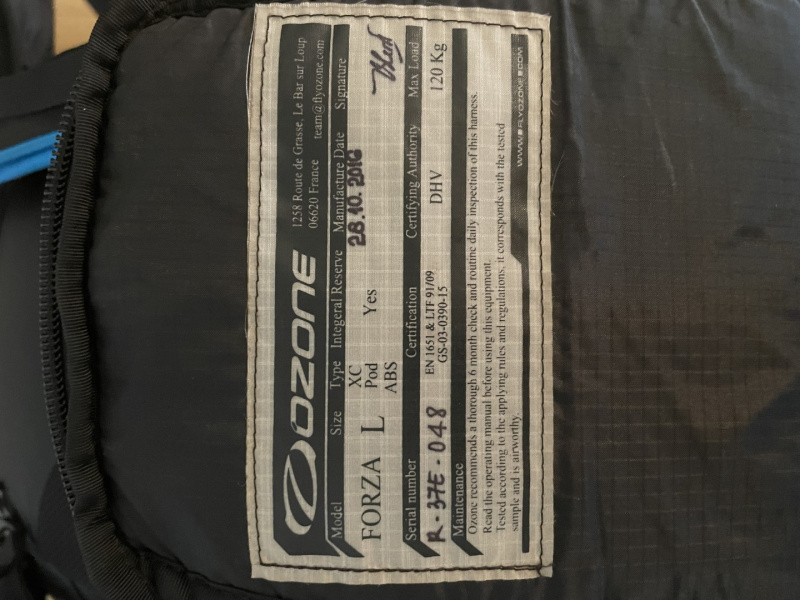 OZONE
1258 Route de Grasse, Le Bar sur Loup
06620 France team@flyozone.com
Model Size Type Integeral Reserve Manufacture Date Signature
FORZA L XC Yes 28.10.2016
Pod
ABS
Serial number Certification Certifying Authority Max Load
R-37E-048 EN 1651 & LTF 91/09 DHV 120 Kg
GS-03-0390-15
Maintenance
Ozone recommends a thorough 6 month check and routine daily inspection of this harness.
Read the operating manual before using this equipment.
Tested according to the applying rules and regulations, it corresponds with the tested
sample and is airworthy.
WWW.FLYOZONE.COM